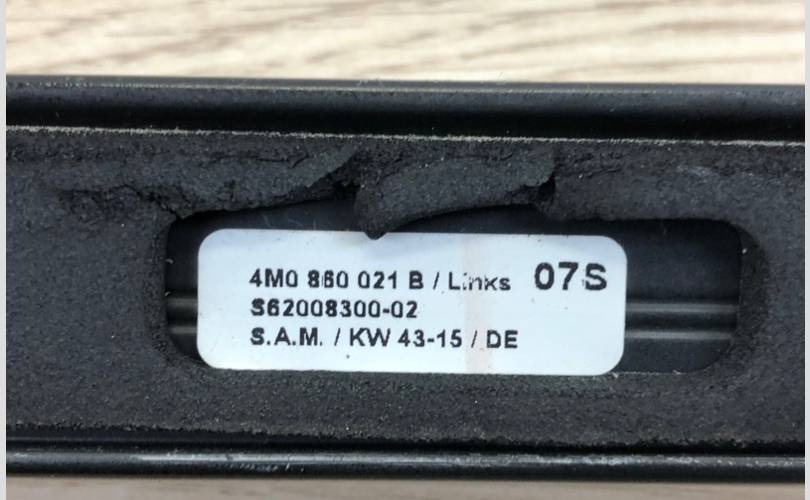 4M0 860 021 B / Links 07S
S62008300-02
S.A.M. / KW 43-15 / DE